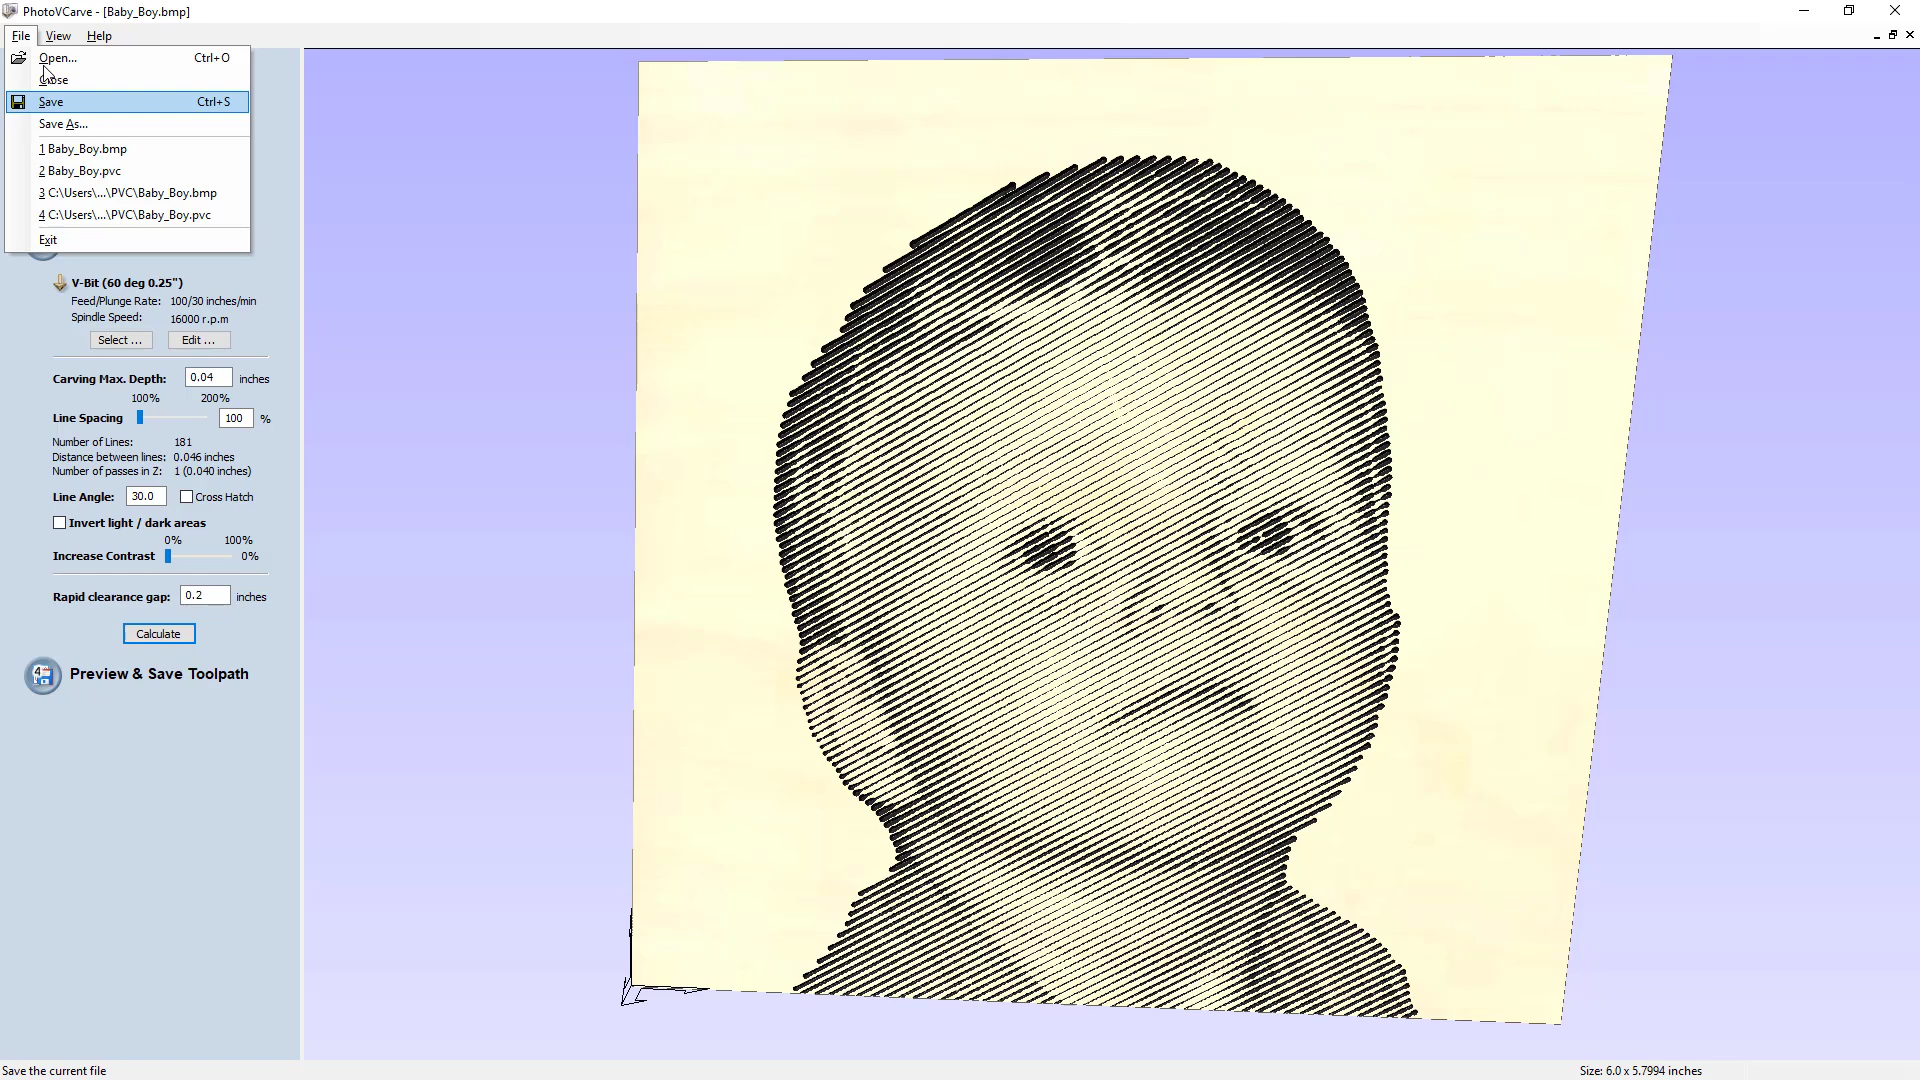 PhotoVCarve - [Baby_Boy.bmp]
File View Help
Open... Ctrl+O
Save Ctrl+S
Save As...
1 Baby_Boy.bmp
2 Baby_Boy.pvc
3 C:\Users\...\PVC\Baby_Boy.bmp
4 C:\Users\...\PVC\Baby_Boy.pvc
Exit
V-Bit (60 deg 0.25")
Feed/Plunge Rate: 100/30 inches/min
Spindle Speed: 16000 r.p.m
Select ... Edit ...
Carving Max. Depth: 0.04 inches
100% 200%
Line Spacing 100 %
Number of Lines: 181
Distance between lines: 0.046 inches
Number of passes in Z: 1 (0.040 inches)
Line Angle: 30.0 Cross Hatch
Invert light / dark areas
0% 100%
Increase Contrast 0%
Rapid clearance gap: 0.2 inches
Calculate
4 Preview & Save Toolpath
Save the current file Size: 6.0 x 5.7994 inches